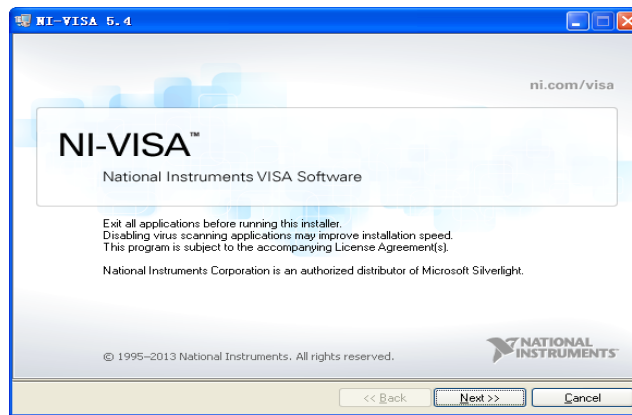 NI-VISA 5.4
ni.com/visa
NI-VISA™
National Instruments VISA Software
Exit all applications before running this installer.
Disabling virus scanning applications may improve installation speed.
This program is subject to the accompanying License Agreement(s).
National Instruments Corporation is an authorized distributor of Microsoft Silverlight.
© 1995–2013 National Instruments. All rights reserved.
NATIONAL
INSTRUMENTS™
<< Back
Next >>
Cancel